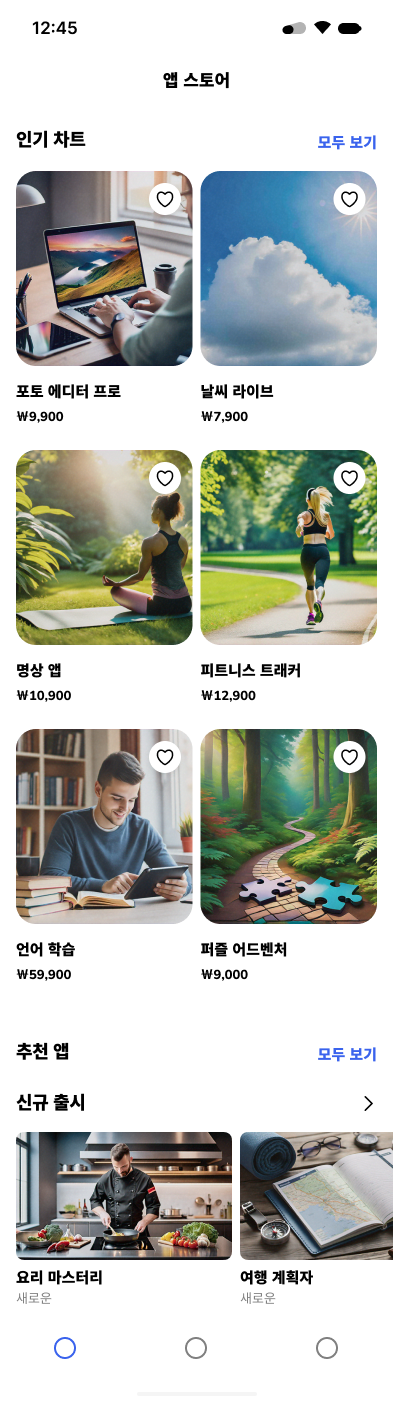 12:45
앱 스토어
인기 차트
모두 보기
포토 에디터 프로
₩9,900
날씨 라이브
₩7,900
명상 앱
₩10,900
피트니스 트래커
₩12,900
언어 학습
₩59,900
퍼즐 어드벤처
₩9,000
추천 앱
모두 보기
신규 출시
요리 마스터리
새로운
여행 계획자
새로운